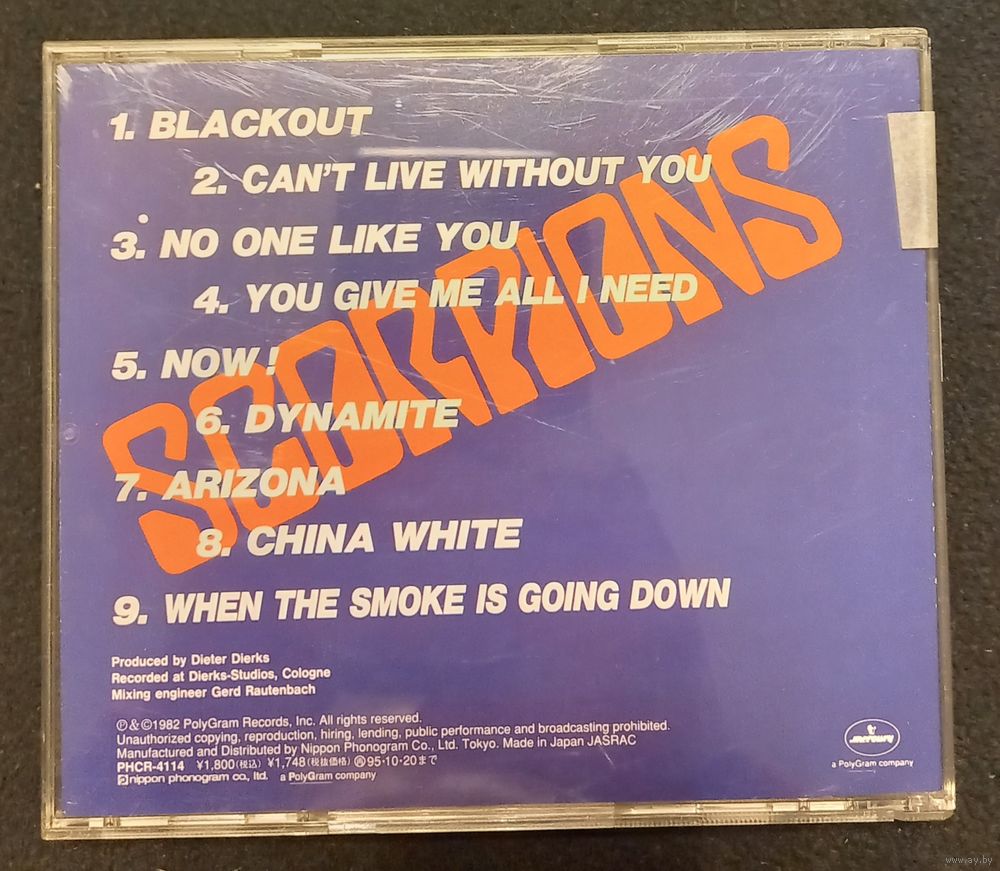 1. BLACKOUT
2. CAN'T LIVE WITHOUT YOU
3. NO ONE LIKE YOU
4. YOU GIVE ME ALL I NEED
5. NOW!
6. DYNAMITE
7. ARIZONA
8. CHINA WHITE
9. WHEN THE SMOKE IS GOING DOWN
SCORPIONS
Produced by Dieter Dierks
Recorded at Dierks-Studios, Cologne
Mixing engineer Gerd Rautenbach
℗&©1982 PolyGram Records, Inc. All rights reserved.
Unauthorized copying, reproduction, hiring, lending, public performance and broadcasting prohibited.
Manufactured and Distributed by Nippon Phonogram Co., Ltd. Tokyo. Made in Japan JASRAC
PHCR-4114 ¥1,800(税込) ¥1,748(税抜価格) Ⓡ95・10・20まで
nippon phonogram co., ltd. a PolyGram company
mercury
a PolyGram company
www.ay.by